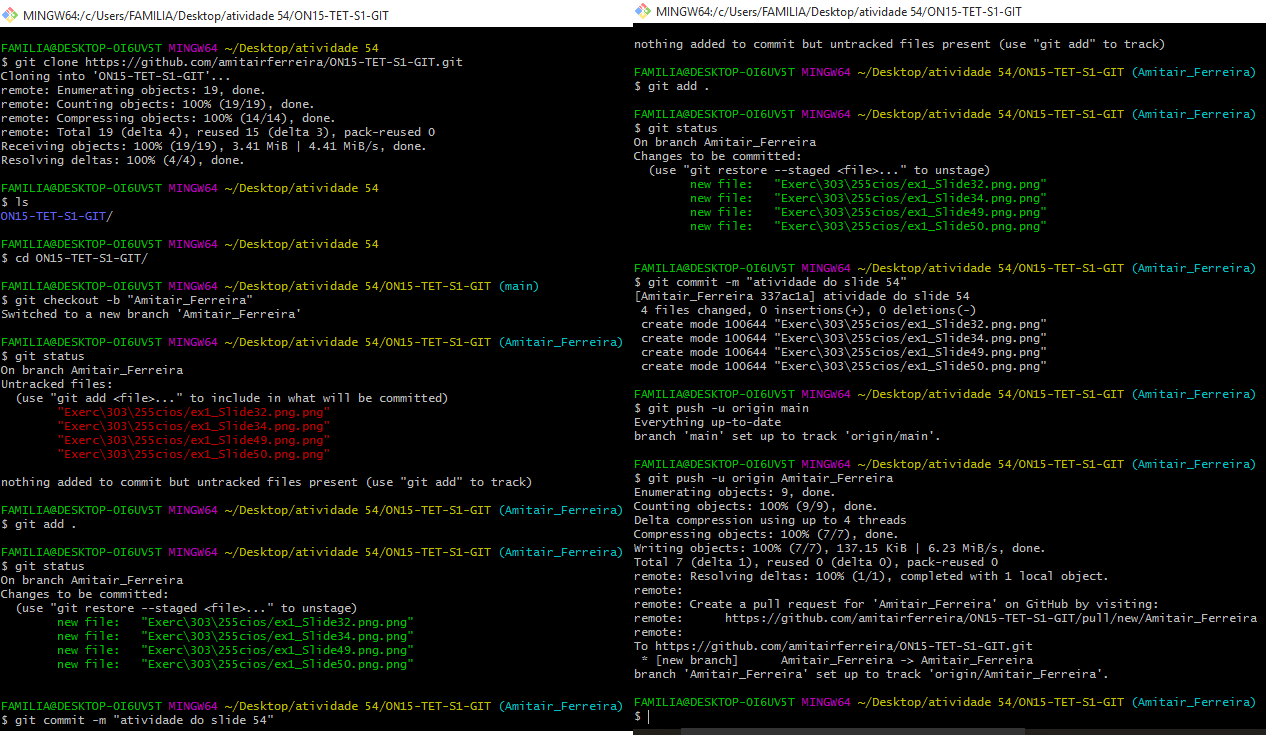 MINGW64:/c/Users/FAMILIA/Desktop/atividade 54/ON15-TET-S1-GIT
FAMILIA@DESKTOP-OI6UV5T MINGW64 ~/Desktop/atividade 54
$ git clone https://github.com/amitairferreira/ON15-TET-S1-GIT.git
Cloning into 'ON15-TET-S1-GIT'...
remote: Enumerating objects: 19, done.
remote: Counting objects: 100% (19/19), done.
remote: Compressing objects: 100% (14/14), done.
remote: Total 19 (delta 4), reused 15 (delta 3), pack-reused 0
Receiving objects: 100% (19/19), 3.41 MiB | 4.41 MiB/s, done.
Resolving deltas: 100% (4/4), done.
FAMILIA@DESKTOP-OI6UV5T MINGW64 ~/Desktop/atividade 54
$ ls
ON15-TET-S1-GIT/
FAMILIA@DESKTOP-OI6UV5T MINGW64 ~/Desktop/atividade 54
$ cd ON15-TET-S1-GIT/
FAMILIA@DESKTOP-OI6UV5T MINGW64 ~/Desktop/atividade 54/ON15-TET-S1-GIT (main)
$ git checkout -b "Amitair_Ferreira"
Switched to a new branch 'Amitair_Ferreira'
FAMILIA@DESKTOP-OI6UV5T MINGW64 ~/Desktop/atividade 54/ON15-TET-S1-GIT (Amitair_Ferreira)
$ git status
On branch Amitair_Ferreira
Untracked files:
(use "git add <file>..." to include in what will be committed)
"Exerc\303\255cios/ex1_Slide32.png.png"
"Exerc\303\255cios/ex1_Slide34.png.png"
"Exerc\303\255cios/ex1_Slide49.png.png"
"Exerc\303\255cios/ex1_Slide50.png.png"
nothing added to commit but untracked files present (use "git add" to track)
FAMILIA@DESKTOP-OI6UV5T MINGW64 ~/Desktop/atividade 54/ON15-TET-S1-GIT (Amitair_Ferreira)
$ git add .
FAMILIA@DESKTOP-OI6UV5T MINGW64 ~/Desktop/atividade 54/ON15-TET-S1-GIT (Amitair_Ferreira)
$ git status
On branch Amitair_Ferreira
Changes to be committed:
(use "git restore --staged <file>..." to unstage)
new file:   "Exerc\303\255cios/ex1_Slide32.png.png"
new file:   "Exerc\303\255cios/ex1_Slide34.png.png"
new file:   "Exerc\303\255cios/ex1_Slide49.png.png"
new file:   "Exerc\303\255cios/ex1_Slide50.png.png"
FAMILIA@DESKTOP-OI6UV5T MINGW64 ~/Desktop/atividade 54/ON15-TET-S1-GIT (Amitair_Ferreira)
$ git commit -m "atividade do slide 54"
MINGW64:/c/Users/FAMILIA/Desktop/atividade 54/ON15-TET-S1-GIT
nothing added to commit but untracked files present (use "git add" to track)
FAMILIA@DESKTOP-OI6UV5T MINGW64 ~/Desktop/atividade 54/ON15-TET-S1-GIT (Amitair_Ferreira)
$ git add .
FAMILIA@DESKTOP-OI6UV5T MINGW64 ~/Desktop/atividade 54/ON15-TET-S1-GIT (Amitair_Ferreira)
$ git status
On branch Amitair_Ferreira
Changes to be committed:
(use "git restore --staged <file>..." to unstage)
new file:   "Exerc\303\255cios/ex1_Slide32.png.png"
new file:   "Exerc\303\255cios/ex1_Slide34.png.png"
new file:   "Exerc\303\255cios/ex1_Slide49.png.png"
new file:   "Exerc\303\255cios/ex1_Slide50.png.png"
FAMILIA@DESKTOP-OI6UV5T MINGW64 ~/Desktop/atividade 54/ON15-TET-S1-GIT (Amitair_Ferreira)
$ git commit -m "atividade do slide 54"
[Amitair_Ferreira 337ac1a] atividade do slide 54
4 files changed, 0 insertions(+), 0 deletions(-)
create mode 100644 "Exerc\303\255cios/ex1_Slide32.png.png"
create mode 100644 "Exerc\303\255cios/ex1_Slide34.png.png"
create mode 100644 "Exerc\303\255cios/ex1_Slide49.png.png"
create mode 100644 "Exerc\303\255cios/ex1_Slide50.png.png"
FAMILIA@DESKTOP-OI6UV5T MINGW64 ~/Desktop/atividade 54/ON15-TET-S1-GIT (Amitair_Ferreira)
$ git push -u origin main
Everything up-to-date
branch 'main' set up to track 'origin/main'.
FAMILIA@DESKTOP-OI6UV5T MINGW64 ~/Desktop/atividade 54/ON15-TET-S1-GIT (Amitair_Ferreira)
$ git push -u origin Amitair_Ferreira
Enumerating objects: 9, done.
Counting objects: 100% (9/9), done.
Delta compression using up to 4 threads
Compressing objects: 100% (7/7), done.
Writing objects: 100% (7/7), 137.15 KiB | 6.23 MiB/s, done.
Total 7 (delta 1), reused 0 (delta 0), pack-reused 0
remote: Resolving deltas: 100% (1/1), completed with 1 local object.
remote:
remote: Create a pull request for 'Amitair_Ferreira' on GitHub by visiting:
remote:      https://github.com/amitairferreira/ON15-TET-S1-GIT/pull/new/Amitair_Ferreira
remote:
To https://github.com/amitairferreira/ON15-TET-S1-GIT.git
* [new branch]      Amitair_Ferreira -> Amitair_Ferreira
branch 'Amitair_Ferreira' set up to track 'origin/Amitair_Ferreira'.
FAMILIA@DESKTOP-OI6UV5T MINGW64 ~/Desktop/atividade 54/ON15-TET-S1-GIT (Amitair_Ferreira)
$